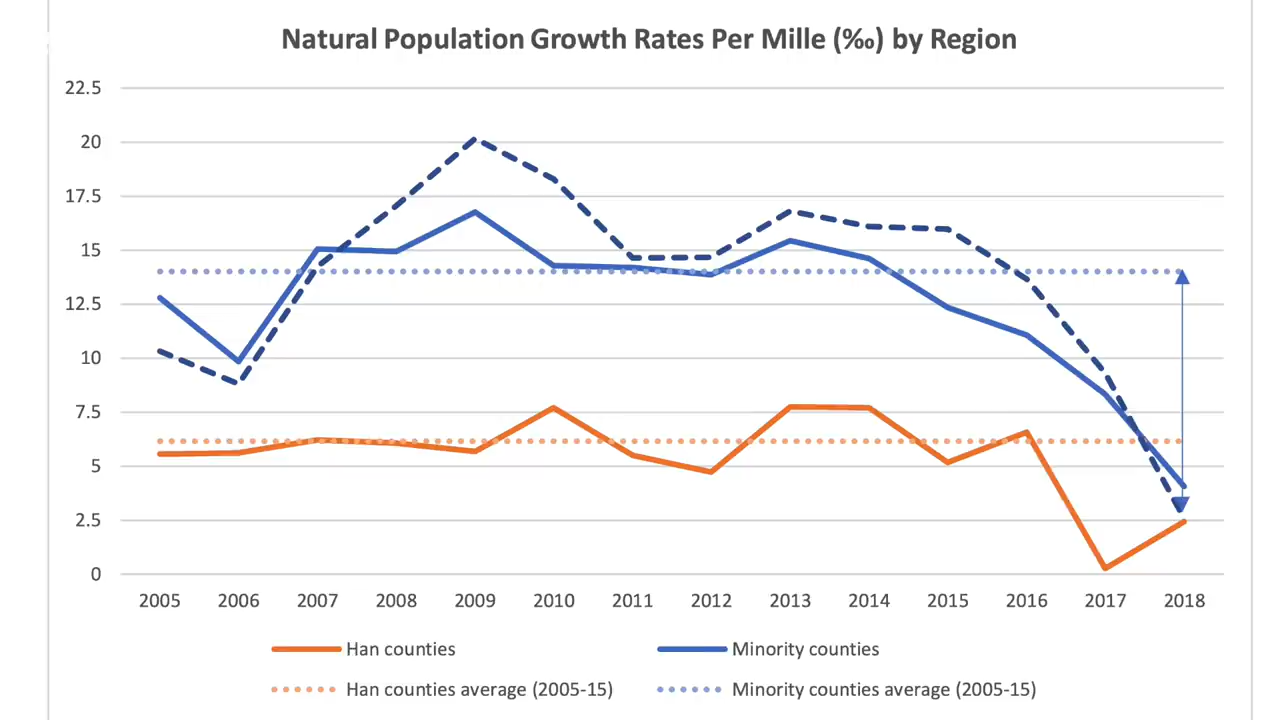 Natural Population Growth Rates Per Mille (‰) by Region
22.5
20
17.5
15
12.5
10
7.5
5
2.5
0
2005 2006 2007 2008 2009 2010 2011 2012 2013 2014 2015 2016 2017 2018
Han counties Minority counties
Han counties average (2005-15) Minority counties average (2005-15)